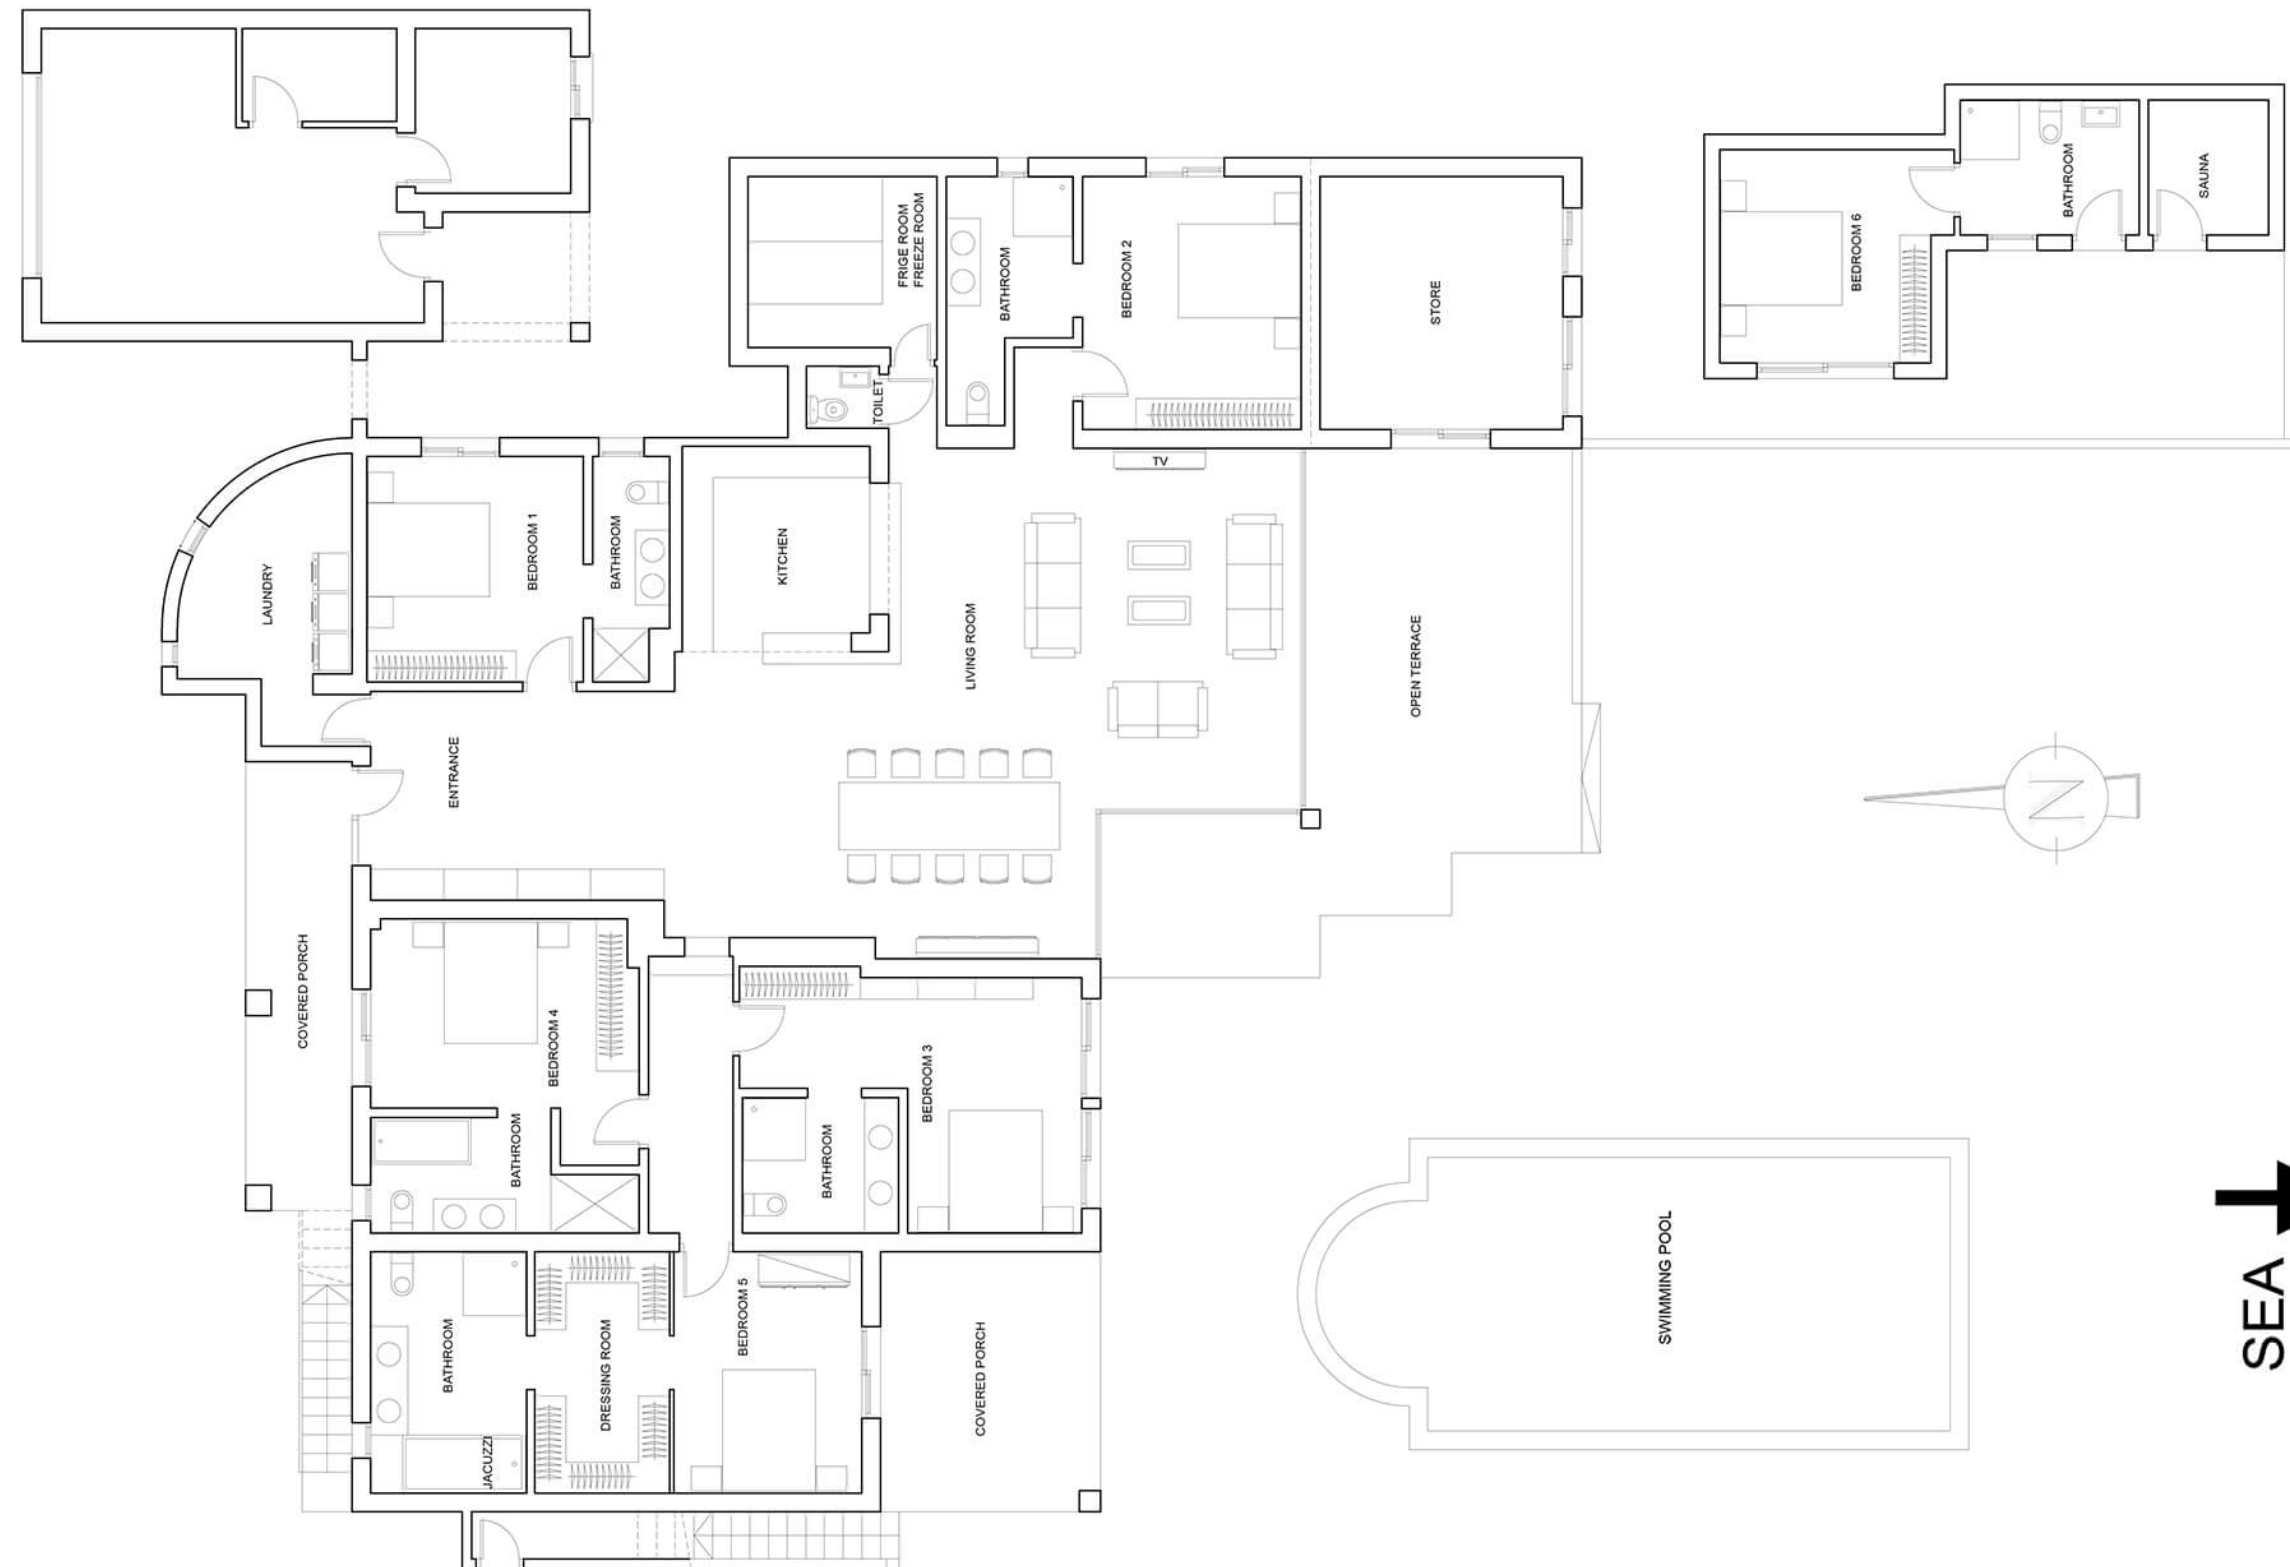 FRIGE ROOM
FREEZE ROOM
BATHROOM
BEDROOM 2
STORE
BEDROOM 6
BATHROOM
SAUNA
TOILET
TV
LAUNDRY
BEDROOM 1
BATHROOM
KITCHEN
LIVING ROOM
OPEN TERRACE
ENTRANCE
N
COVERED PORCH
BEDROOM 4
BATHROOM
BEDROOM 3
BATHROOM
BATHROOM
JACUZZI
DRESSING ROOM
BEDROOM 5
COVERED PORCH
SWIMMING POOL
SEA